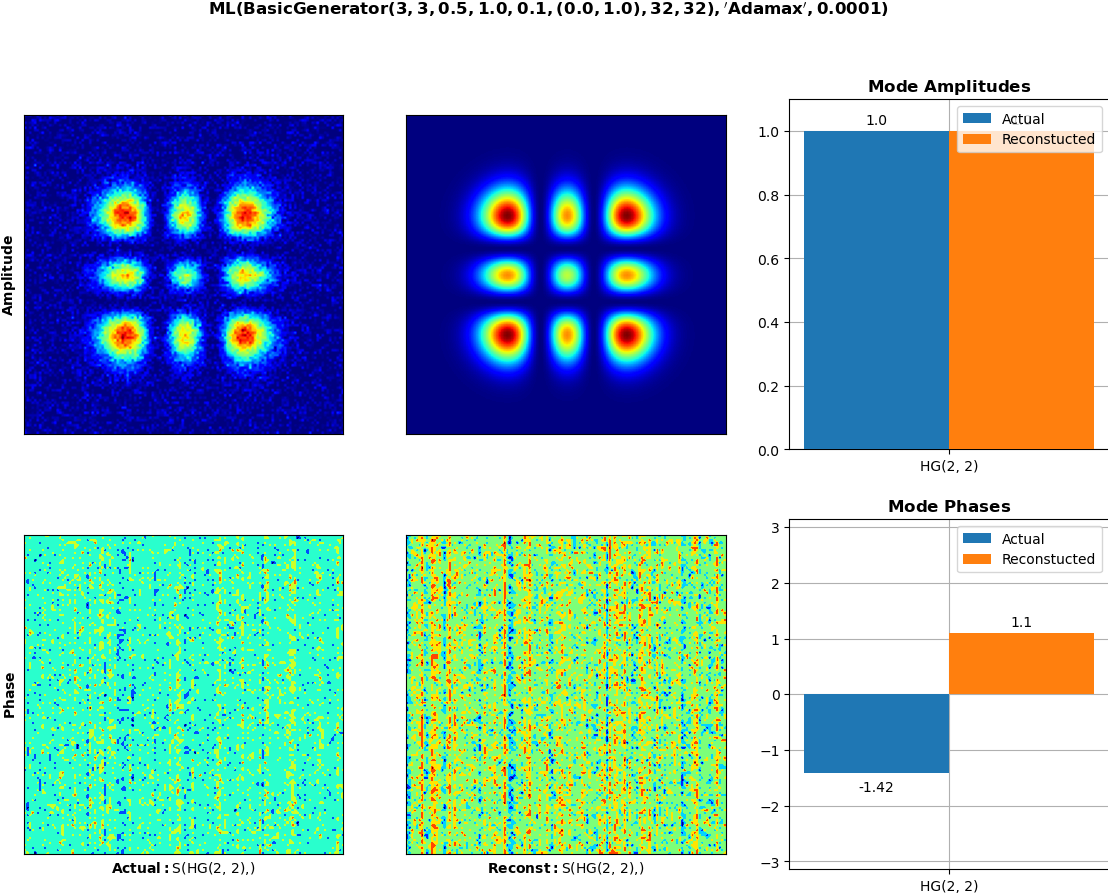 ML(BasicGenerator(3, 3, 0.5, 1.0, 0.1, (0.0, 1.0), 32, 32), ′Adamax′, 0.0001)
Amplitude
Mode Amplitudes
1.0
Actual
Reconstucted
1.0
0.8
0.6
0.4
0.2
0.0
HG(2, 2)
Phase
Actual: S(HG(2, 2),)
Reconst: S(HG(2, 2),)
Mode Phases
Actual
Reconstucted
3
2
1
0
−1
−2
−3
1.1
-1.42
HG(2, 2)